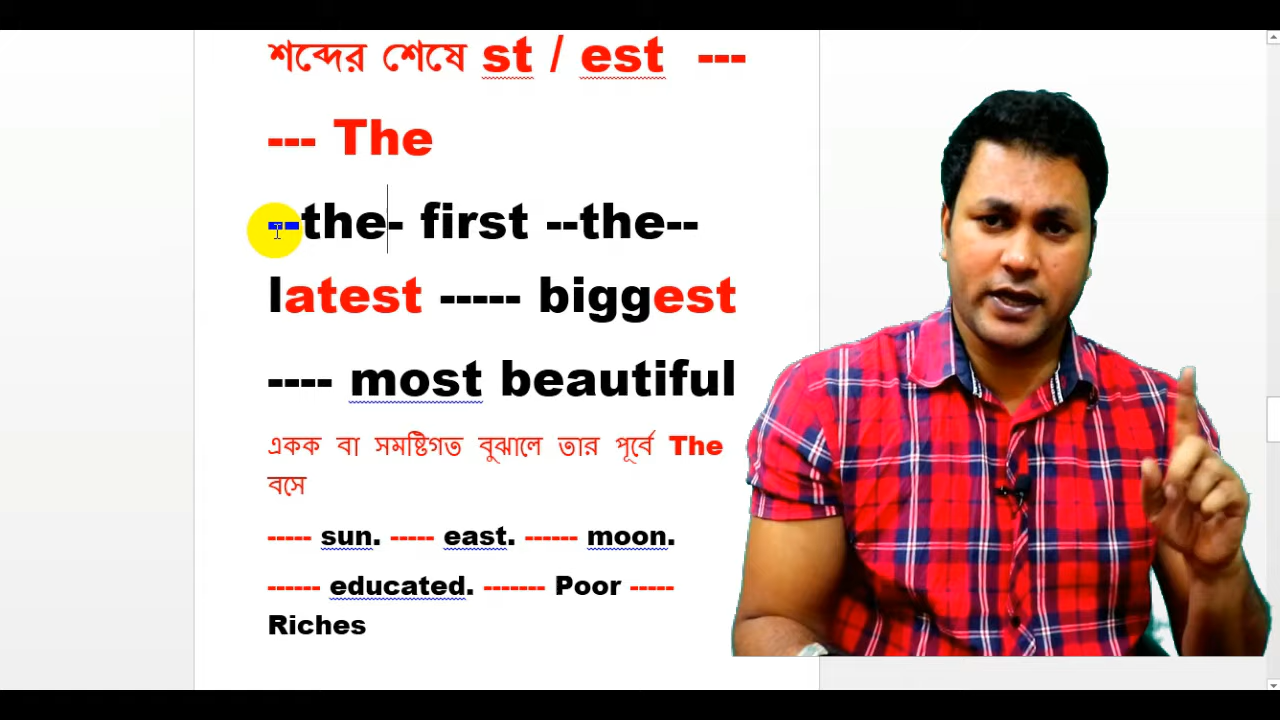 শব্দের শেষে st / est ---
--- The
--the- first --the--
latest ----- biggest
---- most beautiful
একক বা সমষ্টিগত বুঝালে তার পূর্বে The
বসে
----- sun. ----- east. ------ moon.
------ educated. ------- Poor -----
Riches